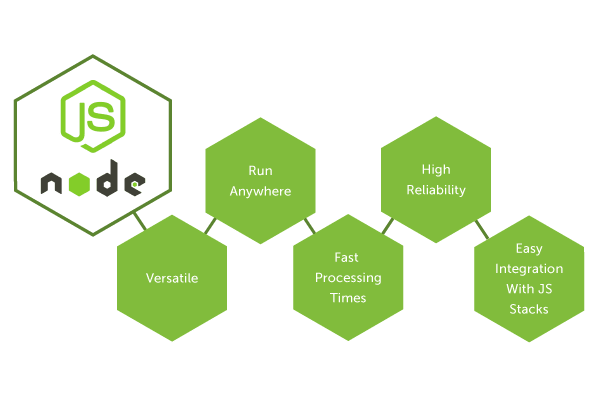 JS
node
Versatile
Run
Anywhere
Fast
Processing
Times
High
Reliability
Easy
Integration
With JS
Stacks